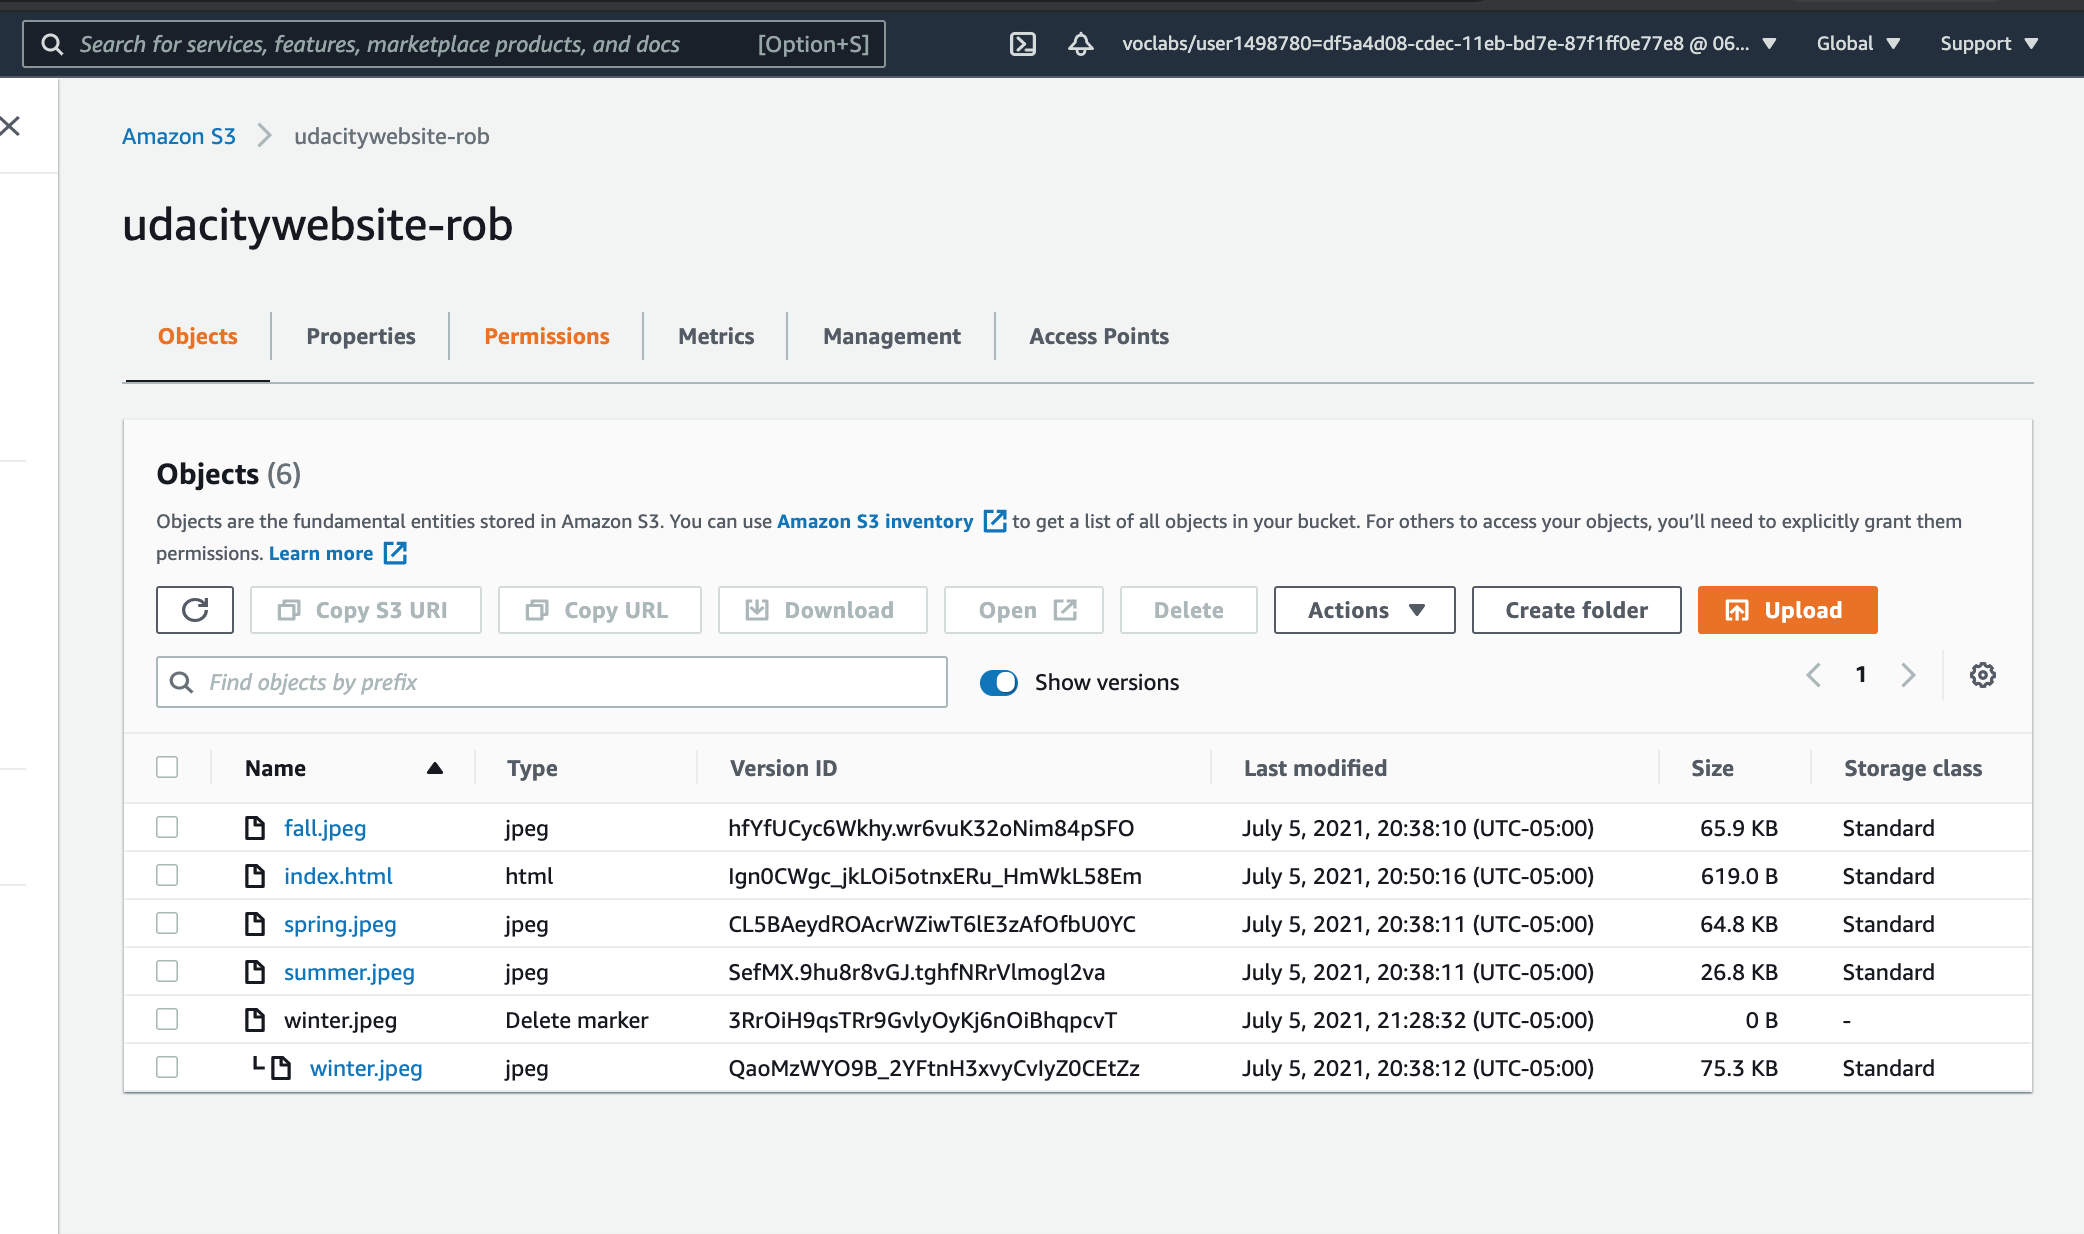 Search for services, features, marketplace products, and docs [Option+S] voclabs/user1498780=df5a4d08-cdec-11eb-bd7e-87f1ff0e77e8 @ 06... Global Support
Amazon S3 udacitywebsite-rob
udacitywebsite-rob
Objects Properties Permissions Metrics Management Access Points
Objects (6)
Objects are the fundamental entities stored in Amazon S3. You can use Amazon S3 inventory to get a list of all objects in your bucket. For others to access your objects, you'll need to explicitly grant them
permissions. Learn more
Copy S3 URI Copy URL Download Open Delete Actions Create folder Upload
Find objects by prefix Show versions 1
Name Type Version ID Last modified Size Storage class
fall.jpeg jpeg hfYfUCyc6Wkhy.wr6vuK32oNim84pSFO July 5, 2021, 20:38:10 (UTC-05:00) 65.9 KB Standard
index.html html Ign0CWgc_jkLOi5otnxERu_HmWkL58Em July 5, 2021, 20:50:16 (UTC-05:00) 619.0 B Standard
spring.jpeg jpeg CL5BAeydROAcrWZiwT6lE3zAfOfbU0YC July 5, 2021, 20:38:11 (UTC-05:00) 64.8 KB Standard
summer.jpeg jpeg SefMX.9hu8r8vGJ.tghfNRrVlmogl2va July 5, 2021, 20:38:11 (UTC-05:00) 26.8 KB Standard
winter.jpeg Delete marker 3RrOiH9qsTRr9GvlyOyKj6nOiBhqpcvT July 5, 2021, 21:28:32 (UTC-05:00) 0 B -
winter.jpeg jpeg QaoMzWYO9B_2YFtnH3xvyCvIyZ0CEtZz July 5, 2021, 20:38:12 (UTC-05:00) 75.3 KB Standard